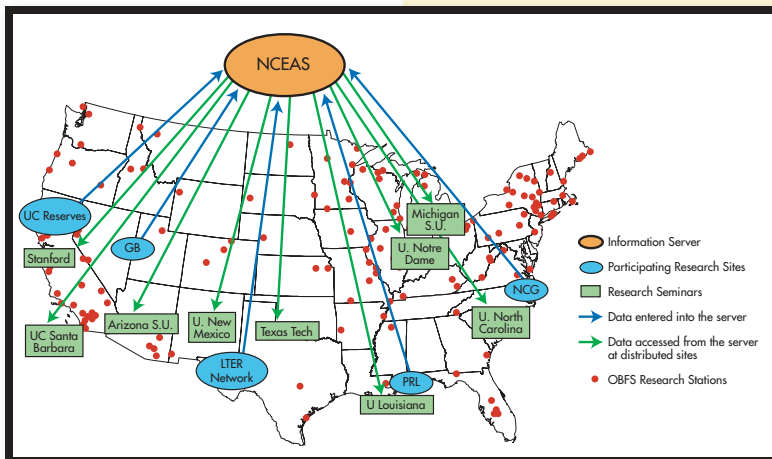 NCEAS
UC Reserves
Stanford
GB
UC Santa
Barbara
Arizona S.U.
U. New
Mexico
Texas Tech
LTER
Network
Michigan
S.U.
U. Notre
Dame
NCG
U. North
Carolina
PRL
U Louisiana
Information Server
Participating Research Sites
Research Seminars
Data entered into the server
Data accessed from the server
at distributed sites
OBFS Research Stations